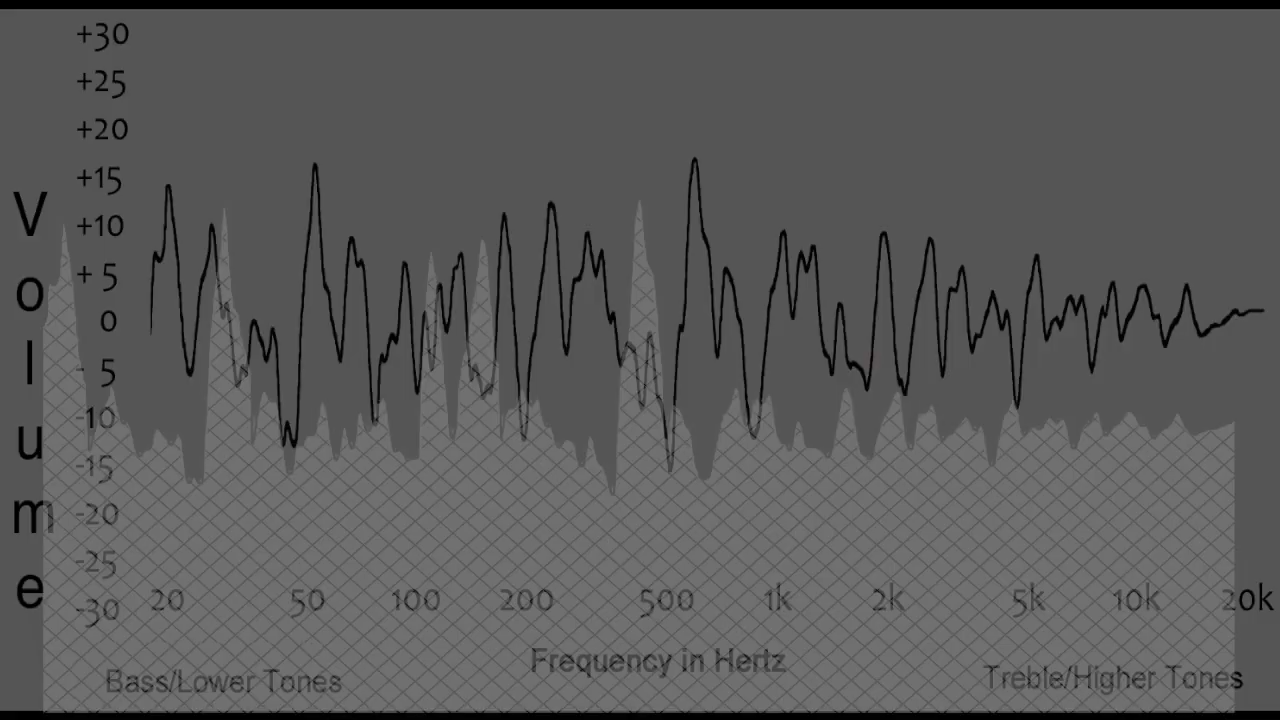 +30
+25
+20
+15
+10
+ 5
0
- 5
-10
-15
-20
-25
-30
Volume
20 50 100 200 500 1k 2k 5k 10k 20k
Frequency in Hertz
Bass/Lower Tones
Treble/Higher Tones